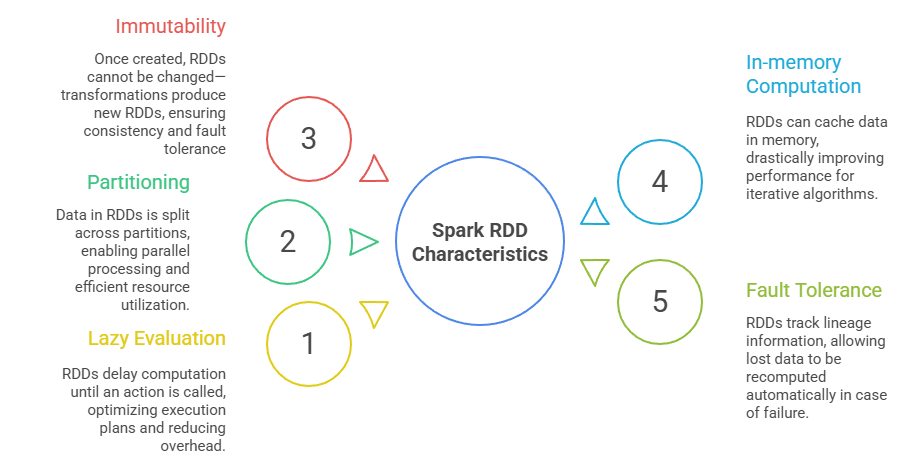 Immutability
Once created, RDDs
cannot be changed—
transformations produce
new RDDs, ensuring
consistency and fault
tolerance
3
Partitioning
Data in RDDs is split
across partitions,
enabling parallel
processing and
efficient resource
utilization.
2
Lazy Evaluation
RDDs delay computation
until an action is called,
optimizing execution
plans and reducing
overhead.
1
Spark RDD
Characteristics
In-memory
Computation
RDDs can cache data
in memory,
drastically improving
performance for
iterative algorithms.
4
Fault Tolerance
RDDs track lineage
information, allowing
lost data to be
recomputed
automatically in case
of failure.
5